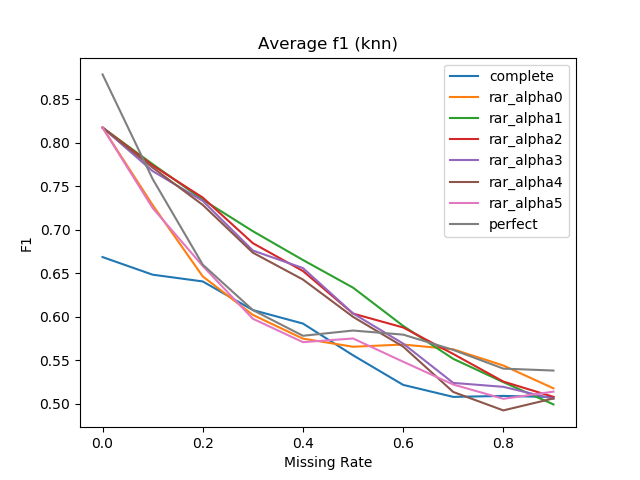 Average f1 (knn)
complete
rar_alpha0
rar_alpha1
rar_alpha2
rar_alpha3
rar_alpha4
rar_alpha5
perfect
F1
0.85
0.80
0.75
0.70
0.65
0.60
0.55
0.50
0.0 0.2 0.4 0.6 0.8
Missing Rate